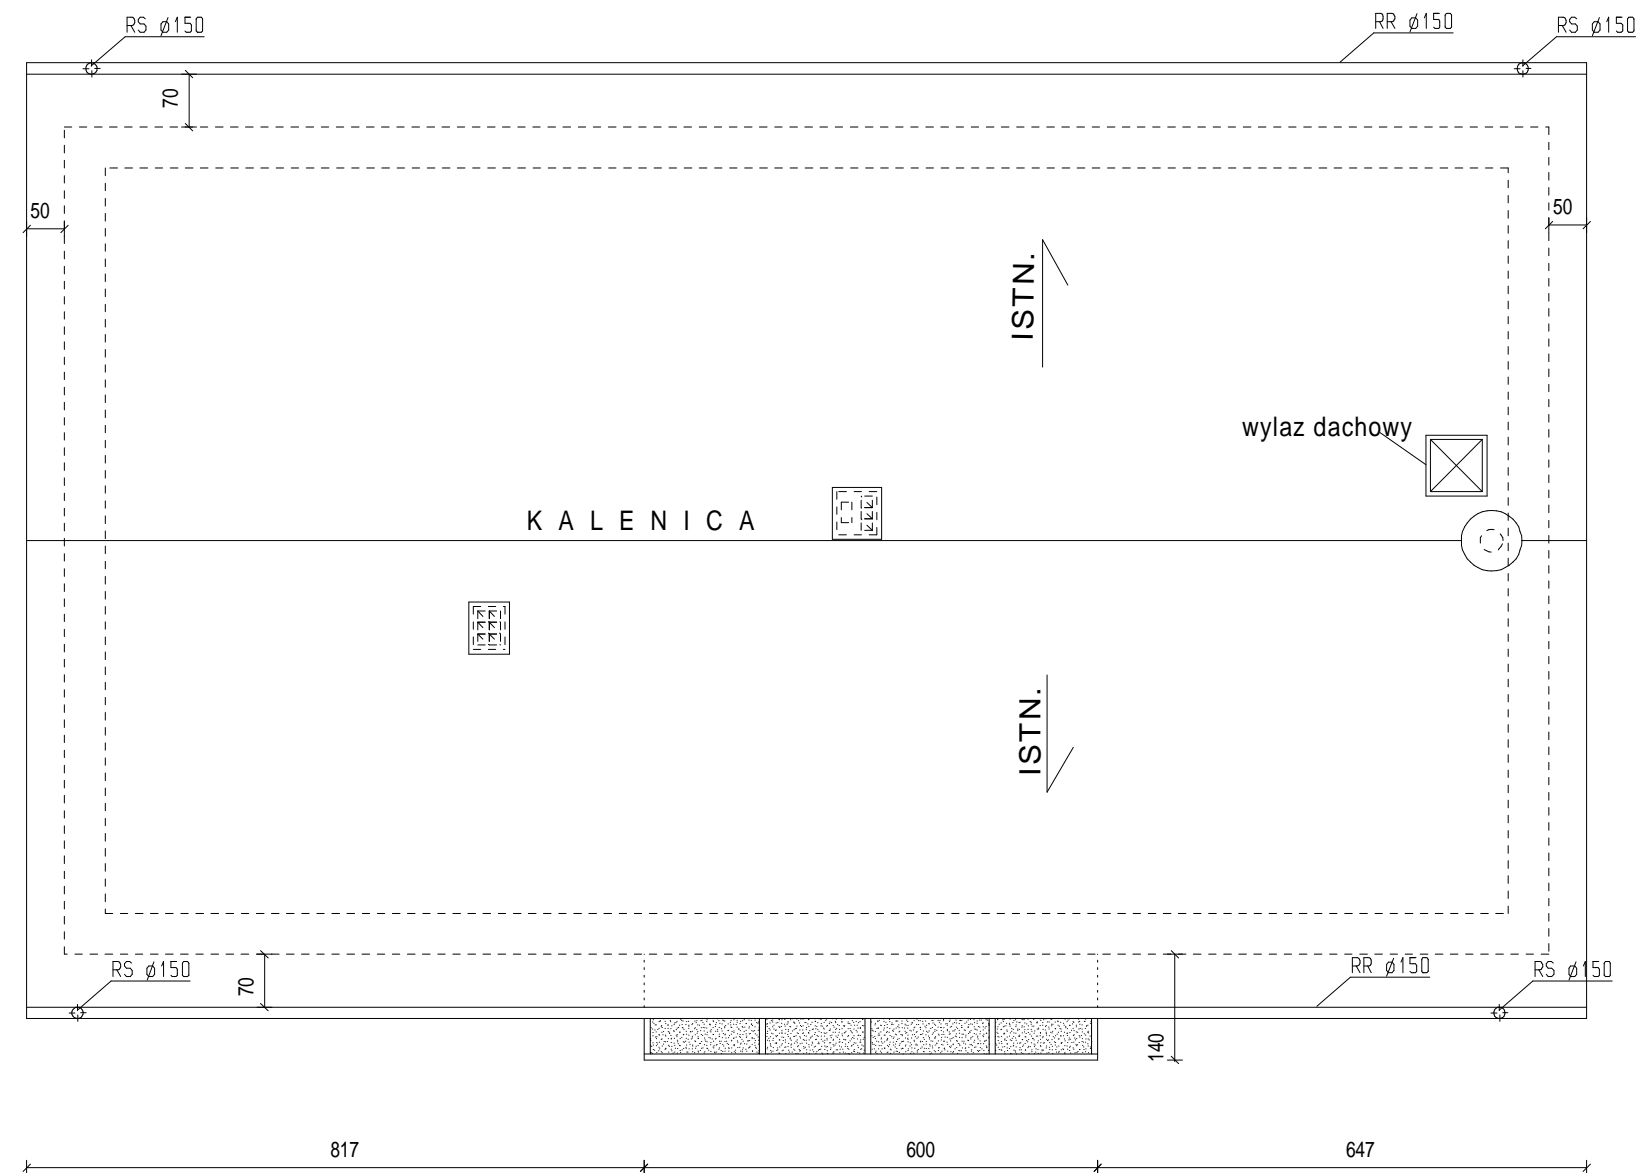 RS ø150
RR ø150
RS ø150
70
50
50
ISTN.
wylaz dachowy
K A L E N I C A
ISTN.
RS ø150
70
RR ø150
RS ø150
140
817
600
647